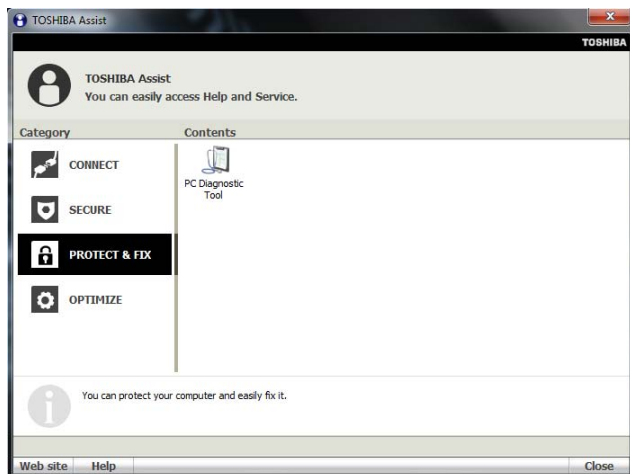 TOSHIBA Assist
TOSHIBA
TOSHIBA Assist
You can easily access Help and Service.
Category
Contents
CONNECT
SECURE
PROTECT & FIX
OPTIMIZE
PC Diagnostic
Tool
You can protect your computer and easily fix it.
Web site
Help
Close